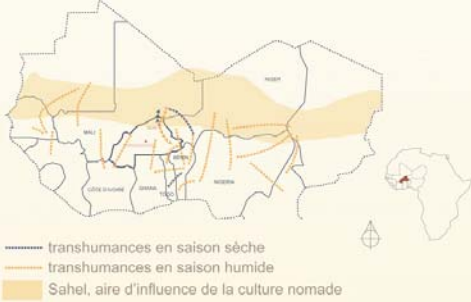 NIGER
MALI
BÉNIN
CÔTE D'IVOIRE
GHANA
TOGO
NIGERIA
transhumances en saison sèche
transhumances en saison humide
Sahel, aire d'influence de la culture nomade